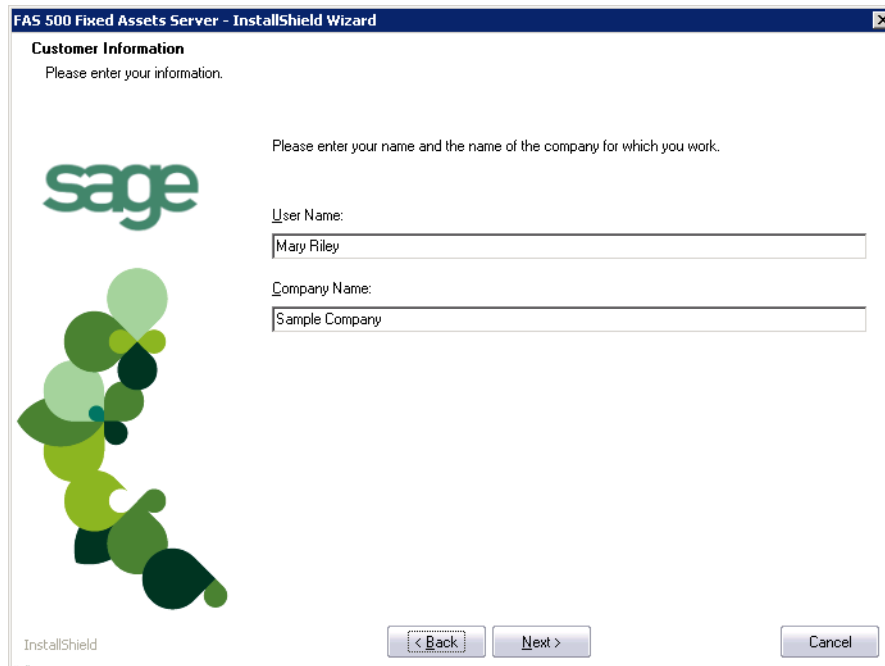 FAS 500 Fixed Assets Server - InstallShield Wizard
Customer Information
Please enter your information.
Please enter your name and the name of the company for which you work.
sage
User Name:
Mary Riley
Company Name:
Sample Company
InstallShield
< Back
Next >
Cancel